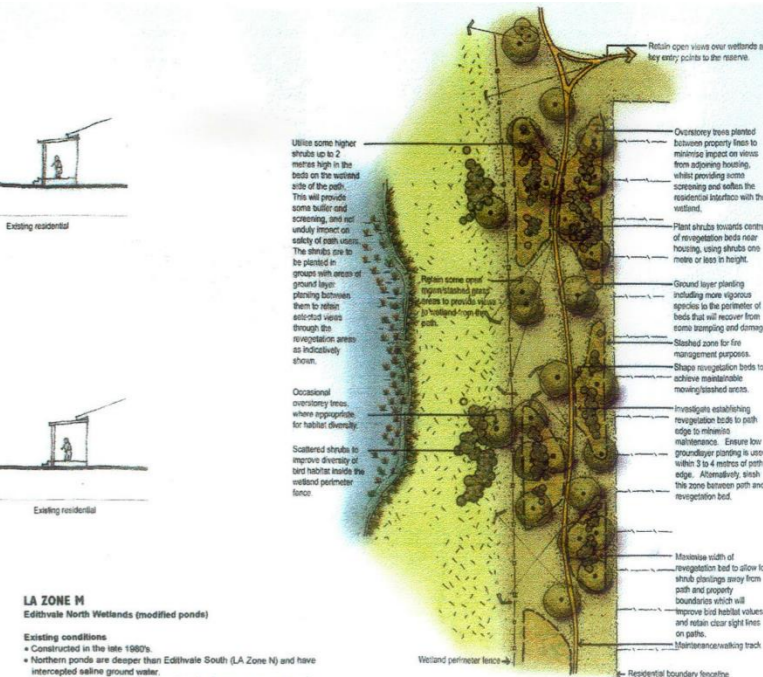 Retain open views over wetlands a
key entry points to the reserve.
Overstorey trees planted
between property lines to
minimise impact on views
from adjoining housing,
whilst providing some
screening and soften the
residential interface with the
wetland.
Plant shrubs towards centr
of revegetation beds near
housing, using shrubs one
metre or less in height.
Ground layer planting
including more vigorous
species to the perimeter of
beds that will recover from
some trampling and damag
Slashed zone for fire
management purposes.
Shape revegetation beds to
achieve maintainable
mowing/slashed areas.
Investigate establishing
revegetation beds to path
edge to minimise
maintenance. Ensure low
groundlayer planting is use
within 3 to 4 metres of path
edge. Alternatively, slash
this zone between path and
revegetation bed.
Maximise width of
revegetation bed to allow fo
shrub plantings away from
path and property
boundaries which will
improve bird habitat values
and retain clear sight lines
on paths.
Maintenance/walking track
Residential boundary fenceline
Utilise some higher
shrubs up to 2
metres high in the
beds on the wetland
side of the path.
This will provide
some buffer and
screening, and not
unduly impact on
safety of path users.
The shrubs are to
be planted in
groups with areas of
ground layer
planting between
them to retain
selected views
through the
revegetation areas
as indicatively
shown.
Retain some open
mown/slashed grass
areas to provide views
to wetland from the
path.
Occasional
overstorey trees,
where appropriate
for habitat diversity.
Scattered shrubs to
improve diversity of
bird habitat inside the
wetland perimeter
fence
Wetland perimeter fence
Existing residential
Existing residential
LA ZONE M
Edithvale North Wetlands (modified ponds)
Existing conditions
• Constructed in the late 1980's.
• Northern ponds are deeper than Edithvale South (LA Zone N) and have
intercepted saline ground water.